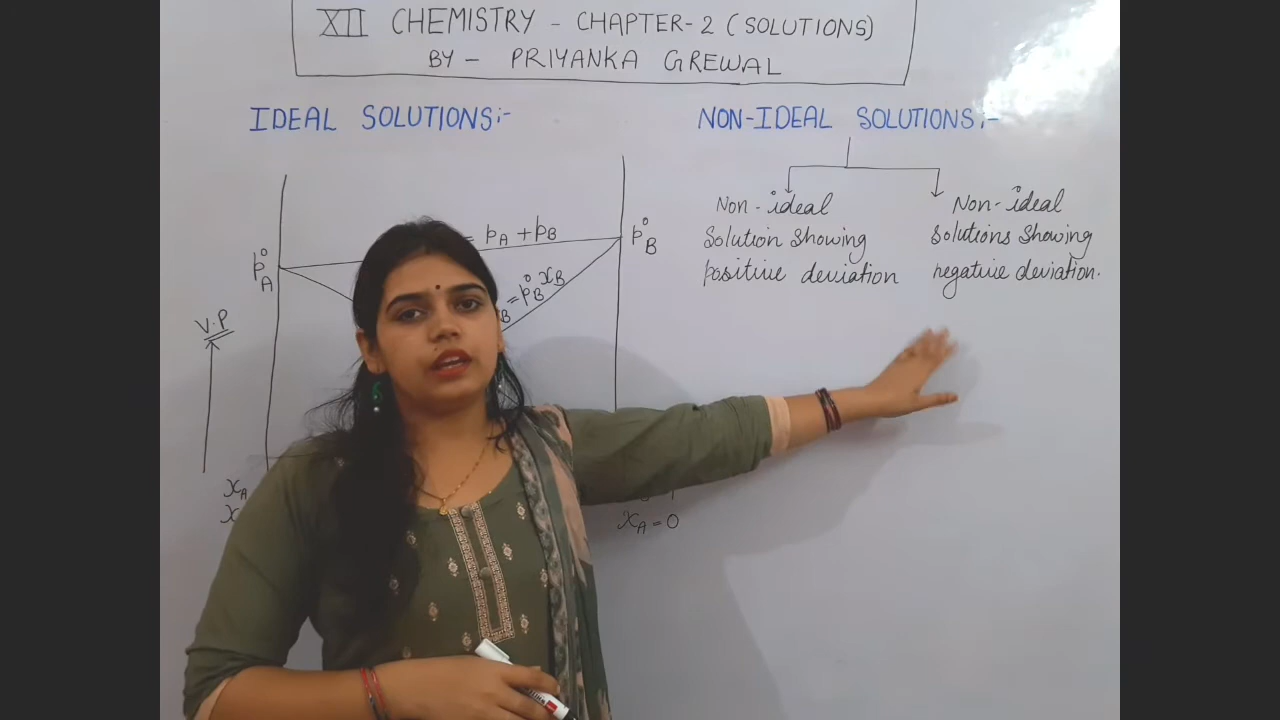 XII CHEMISTRY - CHAPTER-2 (SOLUTIONS)
BY - PRIYANKA GREWAL
IDEAL SOLUTIONS:-
NON-IDEAL SOLUTIONS:-
Non-ideal
Solution showing
positive deviation
Non-ideal
solutions showing
negative deviation.
= pA + pB
p°A
p°B
B = p°B xB
V.P
xA
x
xA = 0